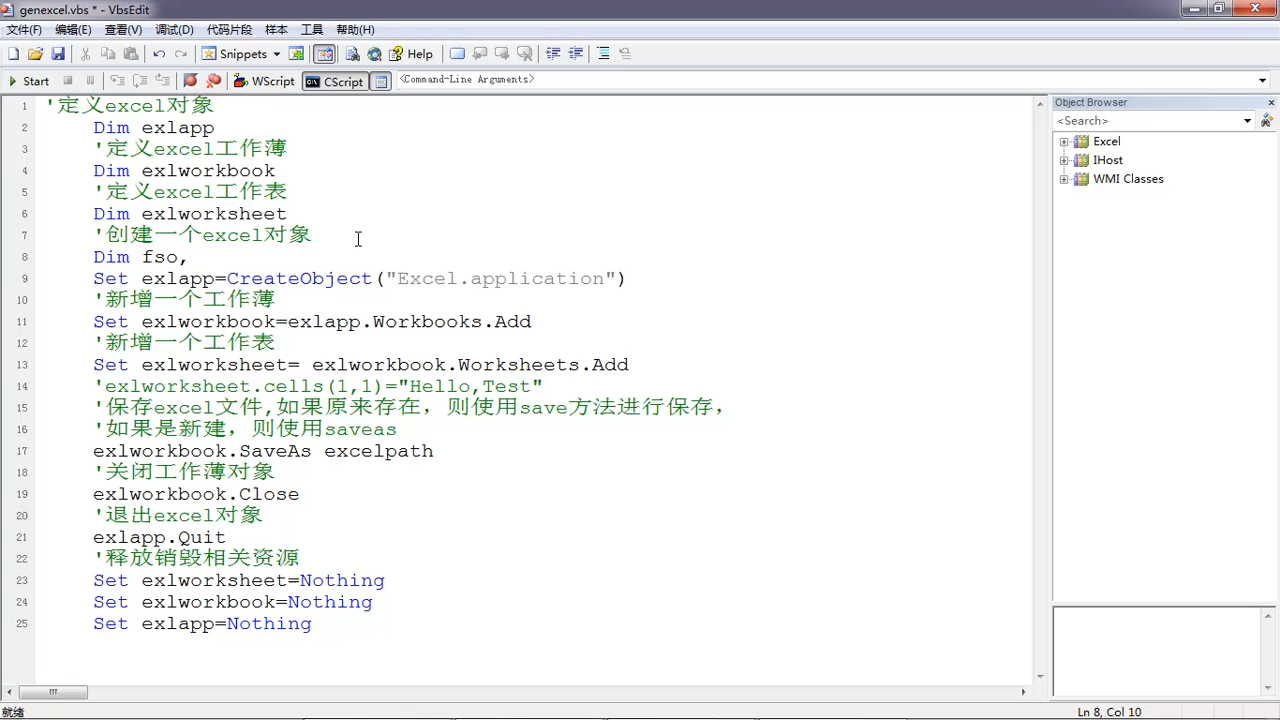 genexcel.vbs * - VbsEdit
文件(F) 编辑(E) 查看(V) 调试(D) 代码片段 样本 工具 帮助(H)
Snippets Help
Start WScript CScript <Command-Line Arguments>
Object Browser
<Search>
Excel
IHost
WMI Classes
1 '定义excel对象
2 Dim exlapp
3 '定义excel工作薄
4 Dim exlworkbook
5 '定义excel工作表
6 Dim exlworksheet
7 '创建一个excel对象
8 Dim fso,
9 Set exlapp=CreateObject("Excel.application")
10 '新增一个工作薄
11 Set exlworkbook=exlapp.Workbooks.Add
12 '新增一个工作表
13 Set exlworksheet= exlworkbook.Worksheets.Add
14 'exlworksheet.cells(1,1)="Hello,Test"
15 '保存excel文件,如果原来存在，则使用save方法进行保存，
16 '如果是新建，则使用saveas
17 exlworkbook.SaveAs excelpath
18 '关闭工作薄对象
19 exlworkbook.Close
20 '退出excel对象
21 exlapp.Quit
22 '释放销毁相关资源
23 Set exlworksheet=Nothing
24 Set exlworkbook=Nothing
25 Set exlapp=Nothing
就绪 Ln 8, Col 10